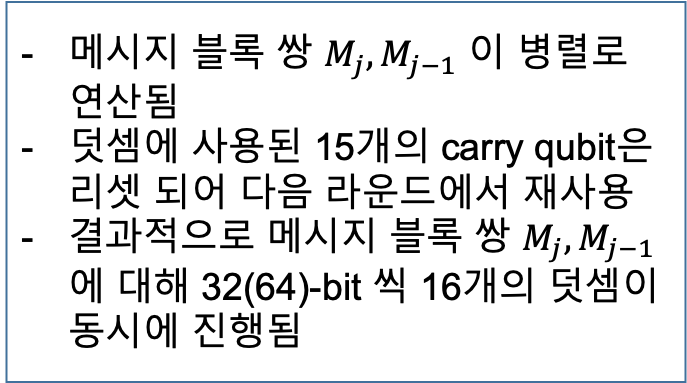 - 메시지 블록 쌍 𝑀𝑗, 𝑀𝑗−1 이 병렬로
연산됨
- 덧셈에 사용된 15개의 carry qubit은
리셋 되어 다음 라운드에서 재사용
- 결과적으로 메시지 블록 쌍 𝑀𝑗, 𝑀𝑗−1
에 대해 32(64)-bit 씩 16개의 덧셈이
동시에 진행됨